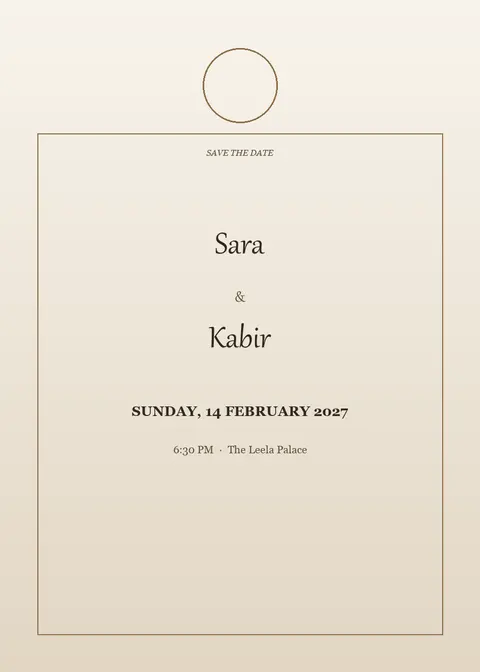 SAVE THE DATE
Sara
&
Kabir
SUNDAY, 14 FEBRUARY 2027
6:30 PM · The Leela Palace